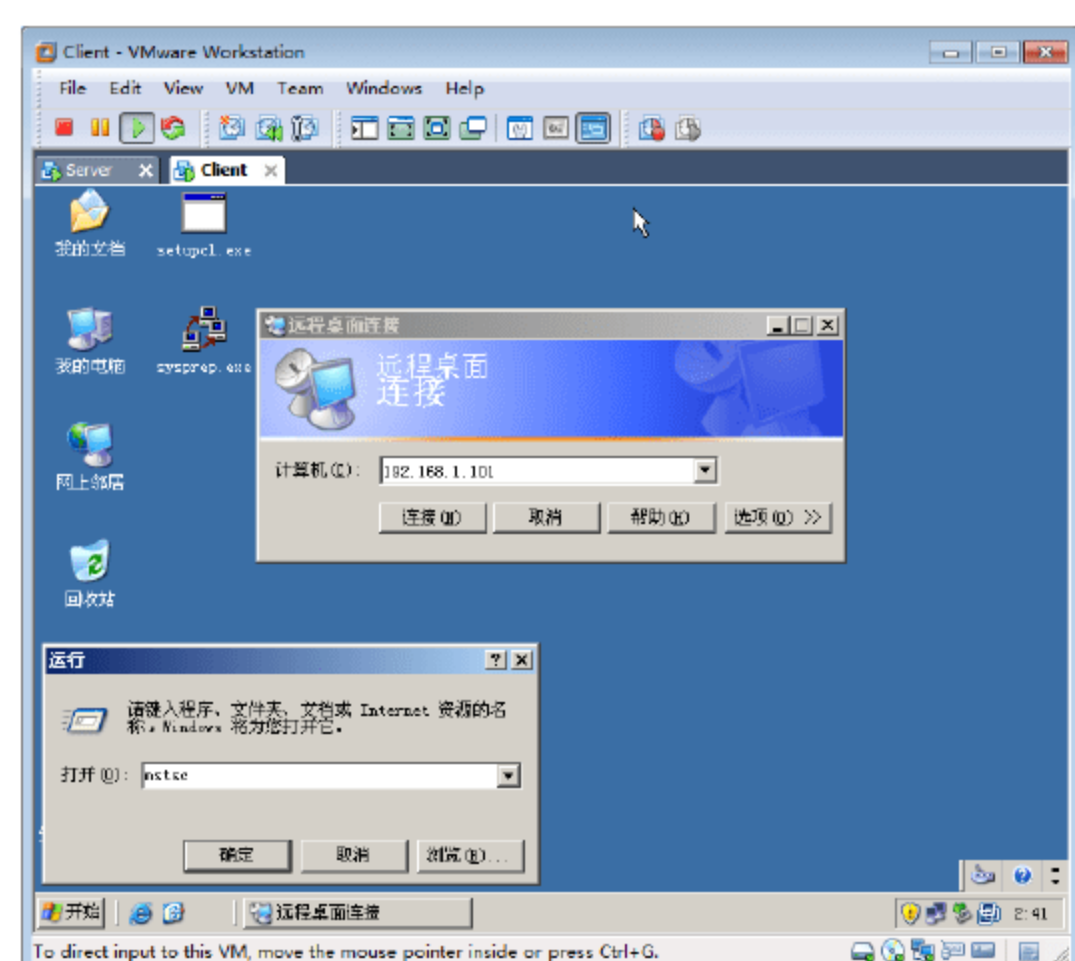 Client - VMware Workstation
File Edit View VM Team Windows Help
Server Client
我的文档 setupcl.exe
我的电脑 sysprep.exe
网上邻居
回收站
远程桌面连接
远程桌面
连接
计算机(C): 192.168.1.101
连接(N) 取消 帮助(H) 选项(O) >>
运行
请键入程序、文件夹、文档或 Internet 资源的名
称，Windows 将为您打开它。
打开(O): mstsc
确定 取消 浏览(B)...
开始 远程桌面连接 2:41
To direct input to this VM, move the mouse pointer inside or press Ctrl+G.